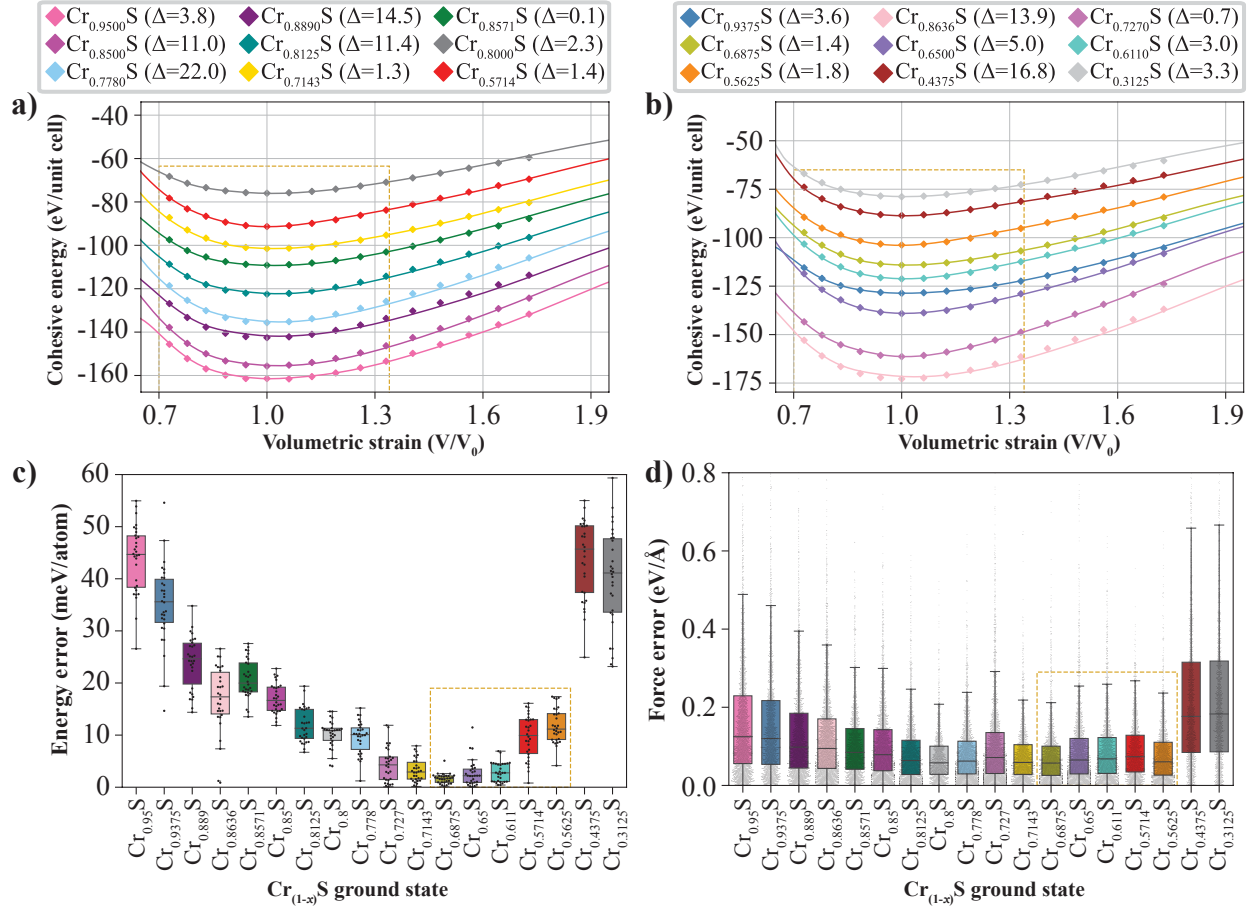 Cr0.9500S (Δ=3.8) Cr0.8890S (Δ=14.5) Cr0.8571S (Δ=0.1)
Cr0.8500S (Δ=11.0) Cr0.8125S (Δ=11.4) Cr0.8000S (Δ=2.3)
Cr0.7780S (Δ=22.0) Cr0.7143S (Δ=1.3) Cr0.5714S (Δ=1.4)
Cr0.9375S (Δ=3.6) Cr0.8636S (Δ=13.9) Cr0.7270S (Δ=0.7)
Cr0.6875S (Δ=1.4) Cr0.6500S (Δ=5.0) Cr0.6110S (Δ=3.0)
Cr0.5625S (Δ=1.8) Cr0.4375S (Δ=16.8) Cr0.3125S (Δ=3.3)
a)
Cohesive energy (eV/unit cell)
-40
-60
-80
-100
-120
-140
-160
0.7 1.0 1.3 1.6 1.9
Volumetric strain (V/V0)
b)
Cohesive energy (eV/unit cell)
-50
-75
-100
-125
-150
-175
0.7 1.0 1.3 1.6 1.9
Volumetric strain (V/V0)
c)
Energy error (meV/atom)
60
50
40
30
20
10
0
Cr0.95S
Cr0.9375S
Cr0.889S
Cr0.8636S
Cr0.8571S
Cr0.85S
Cr0.8125S
Cr0.8S
Cr0.778S
Cr0.727S
Cr0.7143S
Cr0.6875S
Cr0.65S
Cr0.611S
Cr0.5714S
Cr0.5625S
Cr0.4375S
Cr0.3125S
Cr(1-x)S ground state
d)
Force error (eV/Å)
0.8
0.6
0.4
0.2
0.0
Cr0.95S
Cr0.9375S
Cr0.889S
Cr0.8636S
Cr0.8571S
Cr0.85S
Cr0.8125S
Cr0.8S
Cr0.778S
Cr0.727S
Cr0.7143S
Cr0.6875S
Cr0.65S
Cr0.611S
Cr0.5714S
Cr0.5625S
Cr0.4375S
Cr0.3125S
Cr(1-x)S ground state